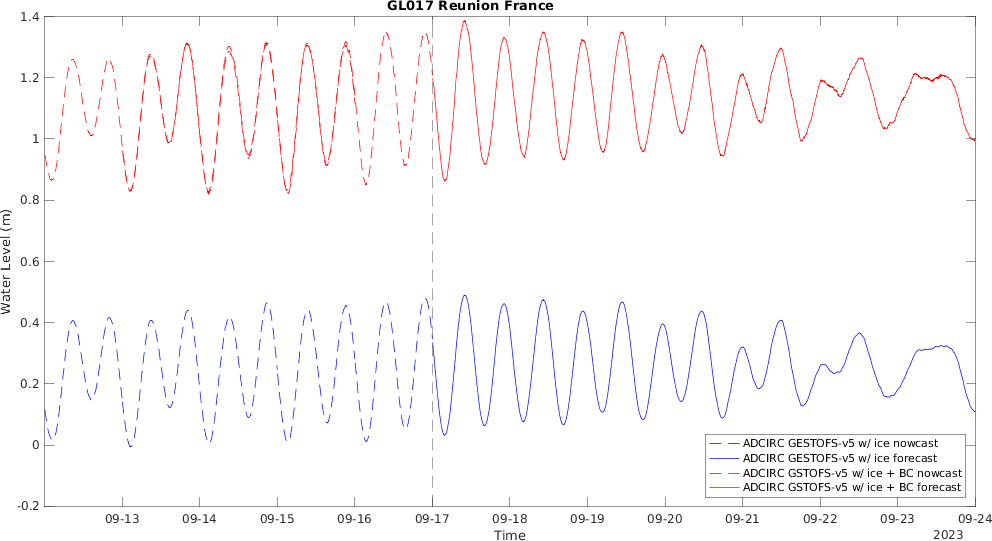 GL017 Reunion France
1.4
1.2
1
0.8
0.6
0.4
0.2
0
-0.2
Water Level (m)
ADCIRC GESTOFS-v5 w/ ice nowcast
ADCIRC GESTOFS-v5 w/ ice forecast
ADCIRC GSTOFS-v5 w/ ice + BC nowcast
ADCIRC GSTOFS-v5 w/ ice + BC forecast
09-13 09-14 09-15 09-16 09-17 09-18 09-19 09-20 09-21 09-22 09-23 09-24
Time
2023